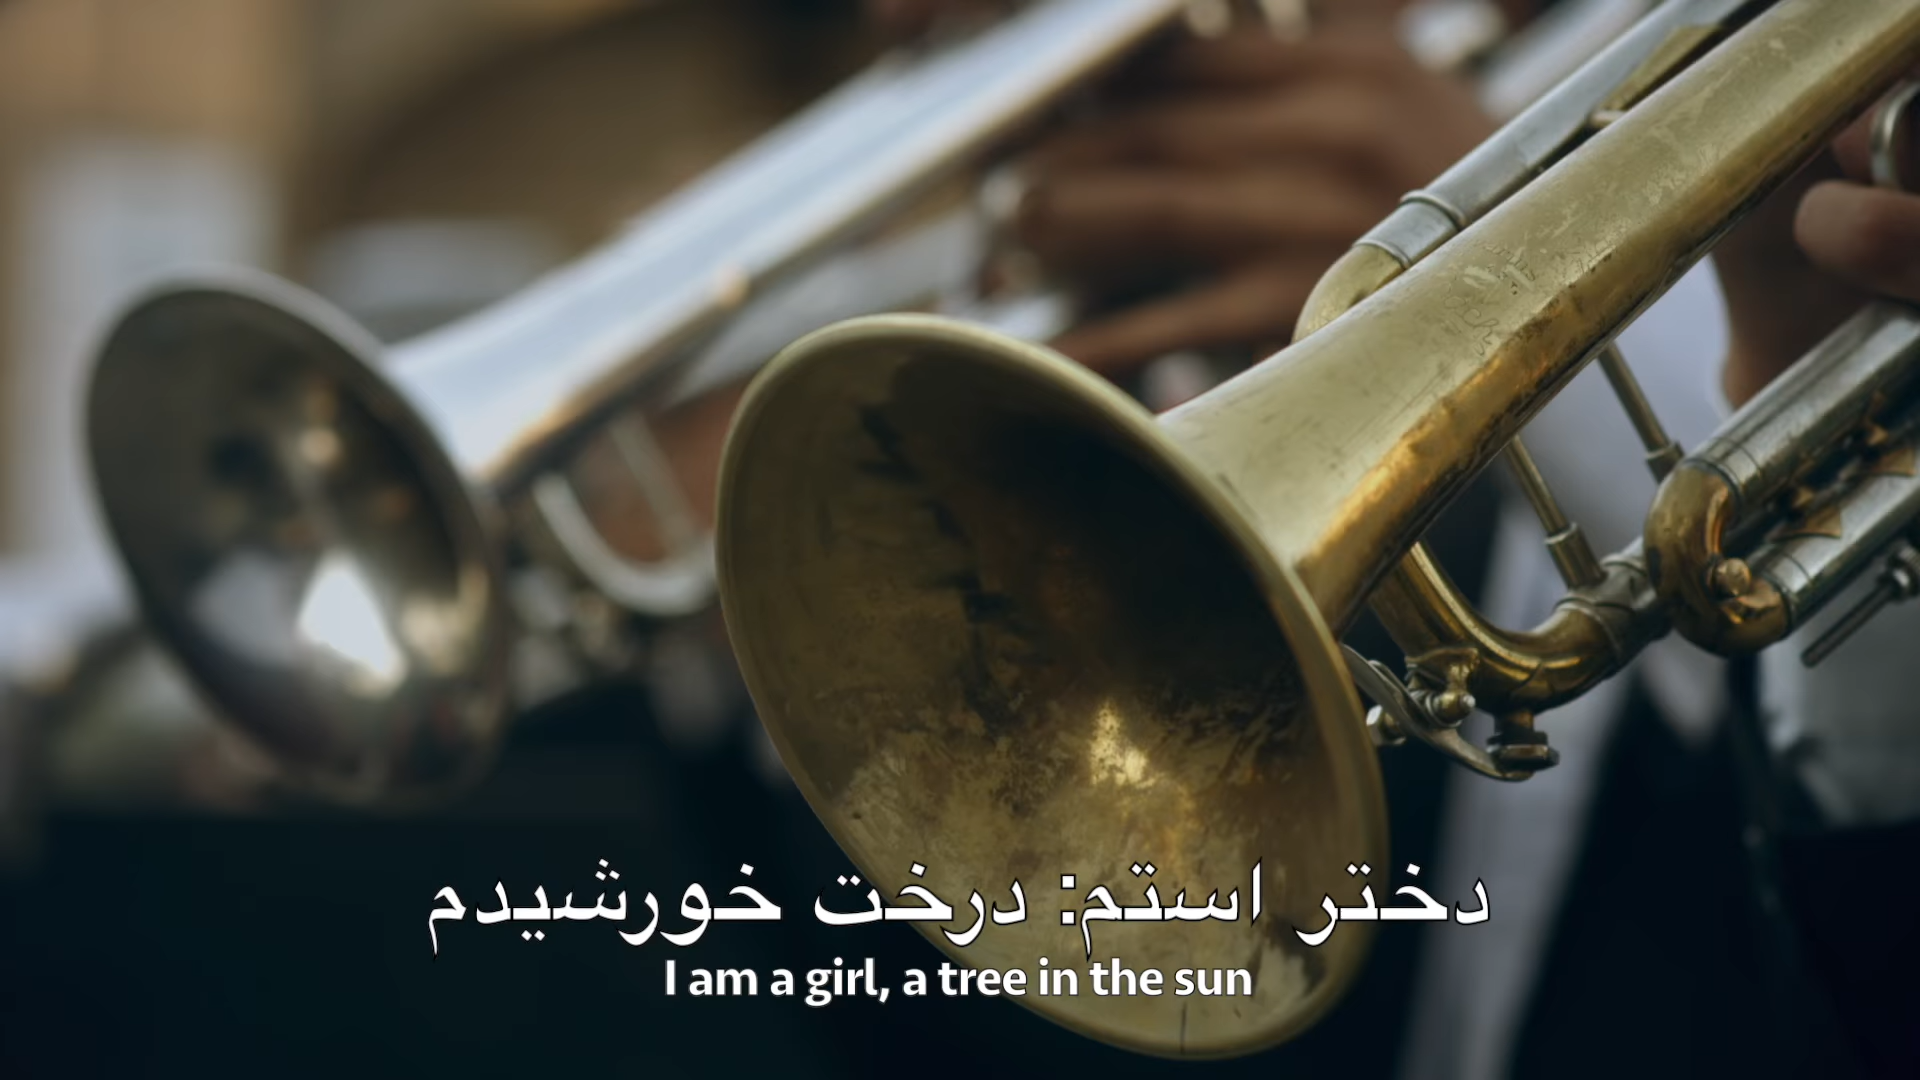 دختر استم: درخت خورشیدم
I am a girl, a tree in the sun